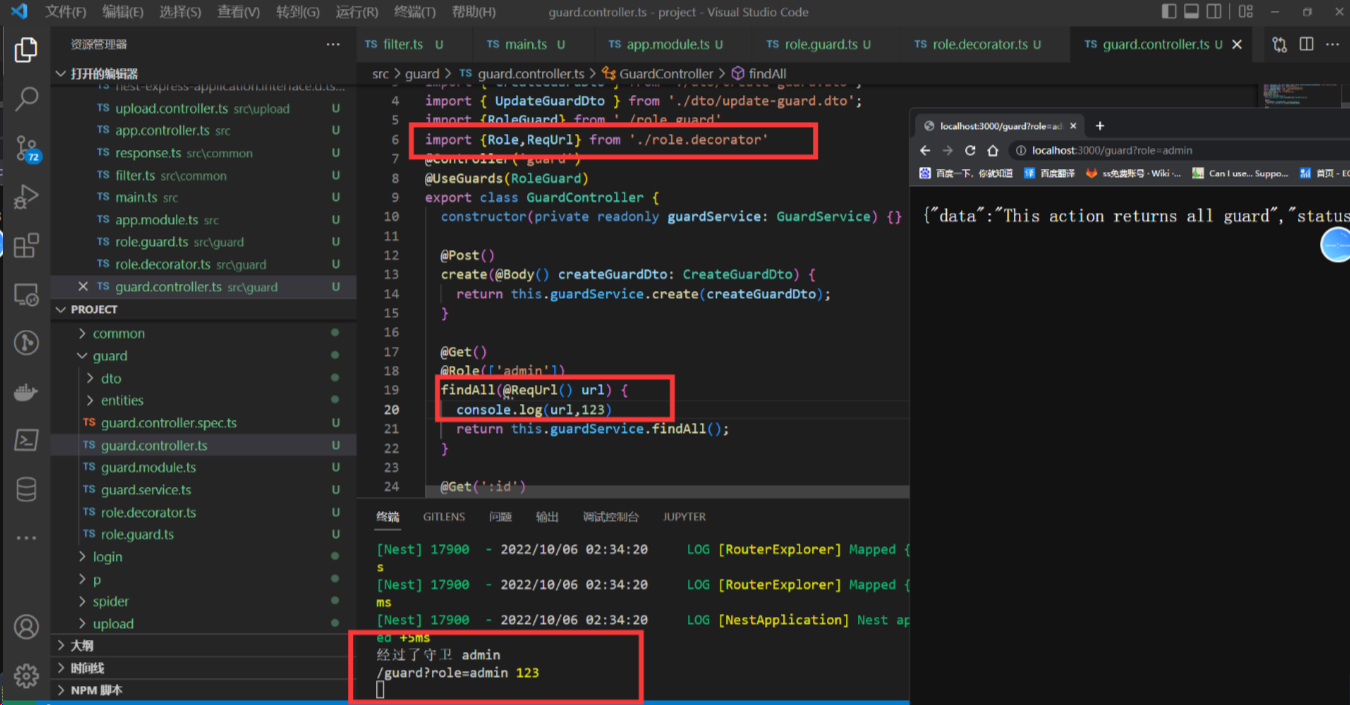 文件(F) 编辑(E) 选择(S) 查看(V) 转到(G) 运行(R) 终端(T) 帮助(H) guard.controller.ts - project - Visual Studio Code
资源管理器 ···
打开的编辑器
TS nest-express-application.interface.d.ts...
TS upload.controller.ts src\upload U
TS app.controller.ts src U
TS response.ts src\common U
TS filter.ts src\common U
TS main.ts src U
TS app.module.ts src U
TS role.guard.ts src\guard U
TS role.decorator.ts src\guard U
TS guard.controller.ts src\guard U
72
PROJECT
common
guard
dto
entities
TS guard.controller.spec.ts U
TS guard.controller.ts U
TS guard.module.ts U
TS guard.service.ts U
TS role.decorator.ts U
TS role.guard.ts U
login
p
spider
upload
大纲
时间线
NPM 脚本
TS filter.ts U TS main.ts U TS app.module.ts U TS role.guard.ts U TS role.decorator.ts U TS guard.controller.ts U
src > guard > TS guard.controller.ts > GuardController > findAll
3 import { CreateGuardDto } from './dto/create-guard.dto';
4 import { UpdateGuardDto } from './dto/update-guard.dto';
5 import {RoleGuard} from './role.guard'
6 import {Role,ReqUrl} from './role.decorator'
7 @Controller('guard')
8 @UseGuards(RoleGuard)
9 export class GuardController {
10 constructor(private readonly guardService: GuardService) {}
11
12 @Post()
13 create(@Body() createGuardDto: CreateGuardDto) {
14 return this.guardService.create(createGuardDto);
15 }
16
17 @Get()
18 @Role(['admin'])
19 findAll(@ReqUrl() url) {
20 console.log(url,123)
21 return this.guardService.findAll();
22 }
23
24 @Get(':id')
终端 GITLENS 问题 输出 调试控制台 JUPYTER
[Nest] 17900 - 2022/10/06 02:34:20 LOG [RouterExplorer] Mapped {
s
[Nest] 17900 - 2022/10/06 02:34:20 LOG [RouterExplorer] Mapped {
ms
[Nest] 17900 - 2022/10/06 02:34:20 LOG [NestApplication] Nest ap
ed +5ms
经过了守卫 admin
/guard?role=admin 123
localhost:3000/guard?role=ad
localhost:3000/guard?role=admin
百度一下，你就知道 百度翻译 ss免费账号 · Wiki ·... Can I use... Suppo... 首页 - EC
{"data":"This action returns all guard","status